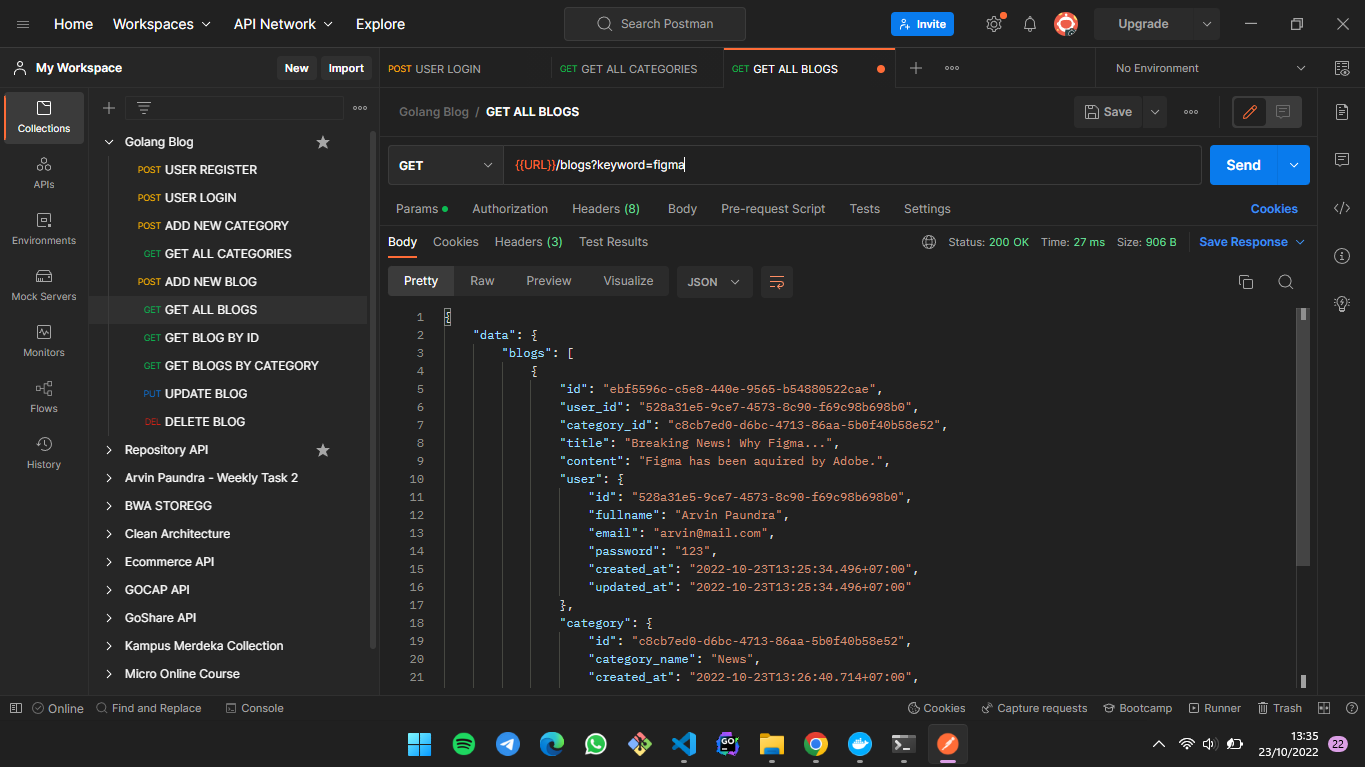 Home Workspaces API Network Explore Search Postman Invite Upgrade
My Workspace New Import POST USER LOGIN GET GET ALL CATEGORIES GET GET ALL BLOGS No Environment
Collections
APIs
Environments
Mock Servers
Monitors
Flows
History
Golang Blog
POST USER REGISTER
POST USER LOGIN
POST ADD NEW CATEGORY
GET GET ALL CATEGORIES
POST ADD NEW BLOG
GET GET ALL BLOGS
GET GET BLOG BY ID
GET GET BLOGS BY CATEGORY
PUT UPDATE BLOG
DEL DELETE BLOG
Repository API
Arvin Paundra - Weekly Task 2
BWA STOREGG
Clean Architecture
Ecommerce API
GOCAP API
GoShare API
Kampus Merdeka Collection
Micro Online Course
Golang Blog / GET ALL BLOGS Save
GET {{URL}}/blogs?keyword=figma Send
Params Authorization Headers (8) Body Pre-request Script Tests Settings Cookies
Body Cookies Headers (3) Test Results Status: 200 OK Time: 27 ms Size: 906 B Save Response
Pretty Raw Preview Visualize JSON
1 {
2 "data": {
3 "blogs": [
4 {
5 "id": "ebf5596c-c5e8-440e-9565-b54880522cae",
6 "user_id": "528a31e5-9ce7-4573-8c90-f69c98b698b0",
7 "category_id": "c8cb7ed0-d6bc-4713-86aa-5b0f40b58e52",
8 "title": "Breaking News! Why Figma...",
9 "content": "Figma has been aquired by Adobe.",
10 "user": {
11 "id": "528a31e5-9ce7-4573-8c90-f69c98b698b0",
12 "fullname": "Arvin Paundra",
13 "email": "arvin@mail.com",
14 "password": "123",
15 "created_at": "2022-10-23T13:25:34.496+07:00",
16 "updated_at": "2022-10-23T13:25:34.496+07:00"
17 },
18 "category": {
19 "id": "c8cb7ed0-d6bc-4713-86aa-5b0f40b58e52",
20 "category_name": "News",
21 "created_at": "2022-10-23T13:26:40.714+07:00",
Online Find and Replace Console Cookies Capture requests Bootcamp Runner Trash
GO
13:35
23/10/2022 22